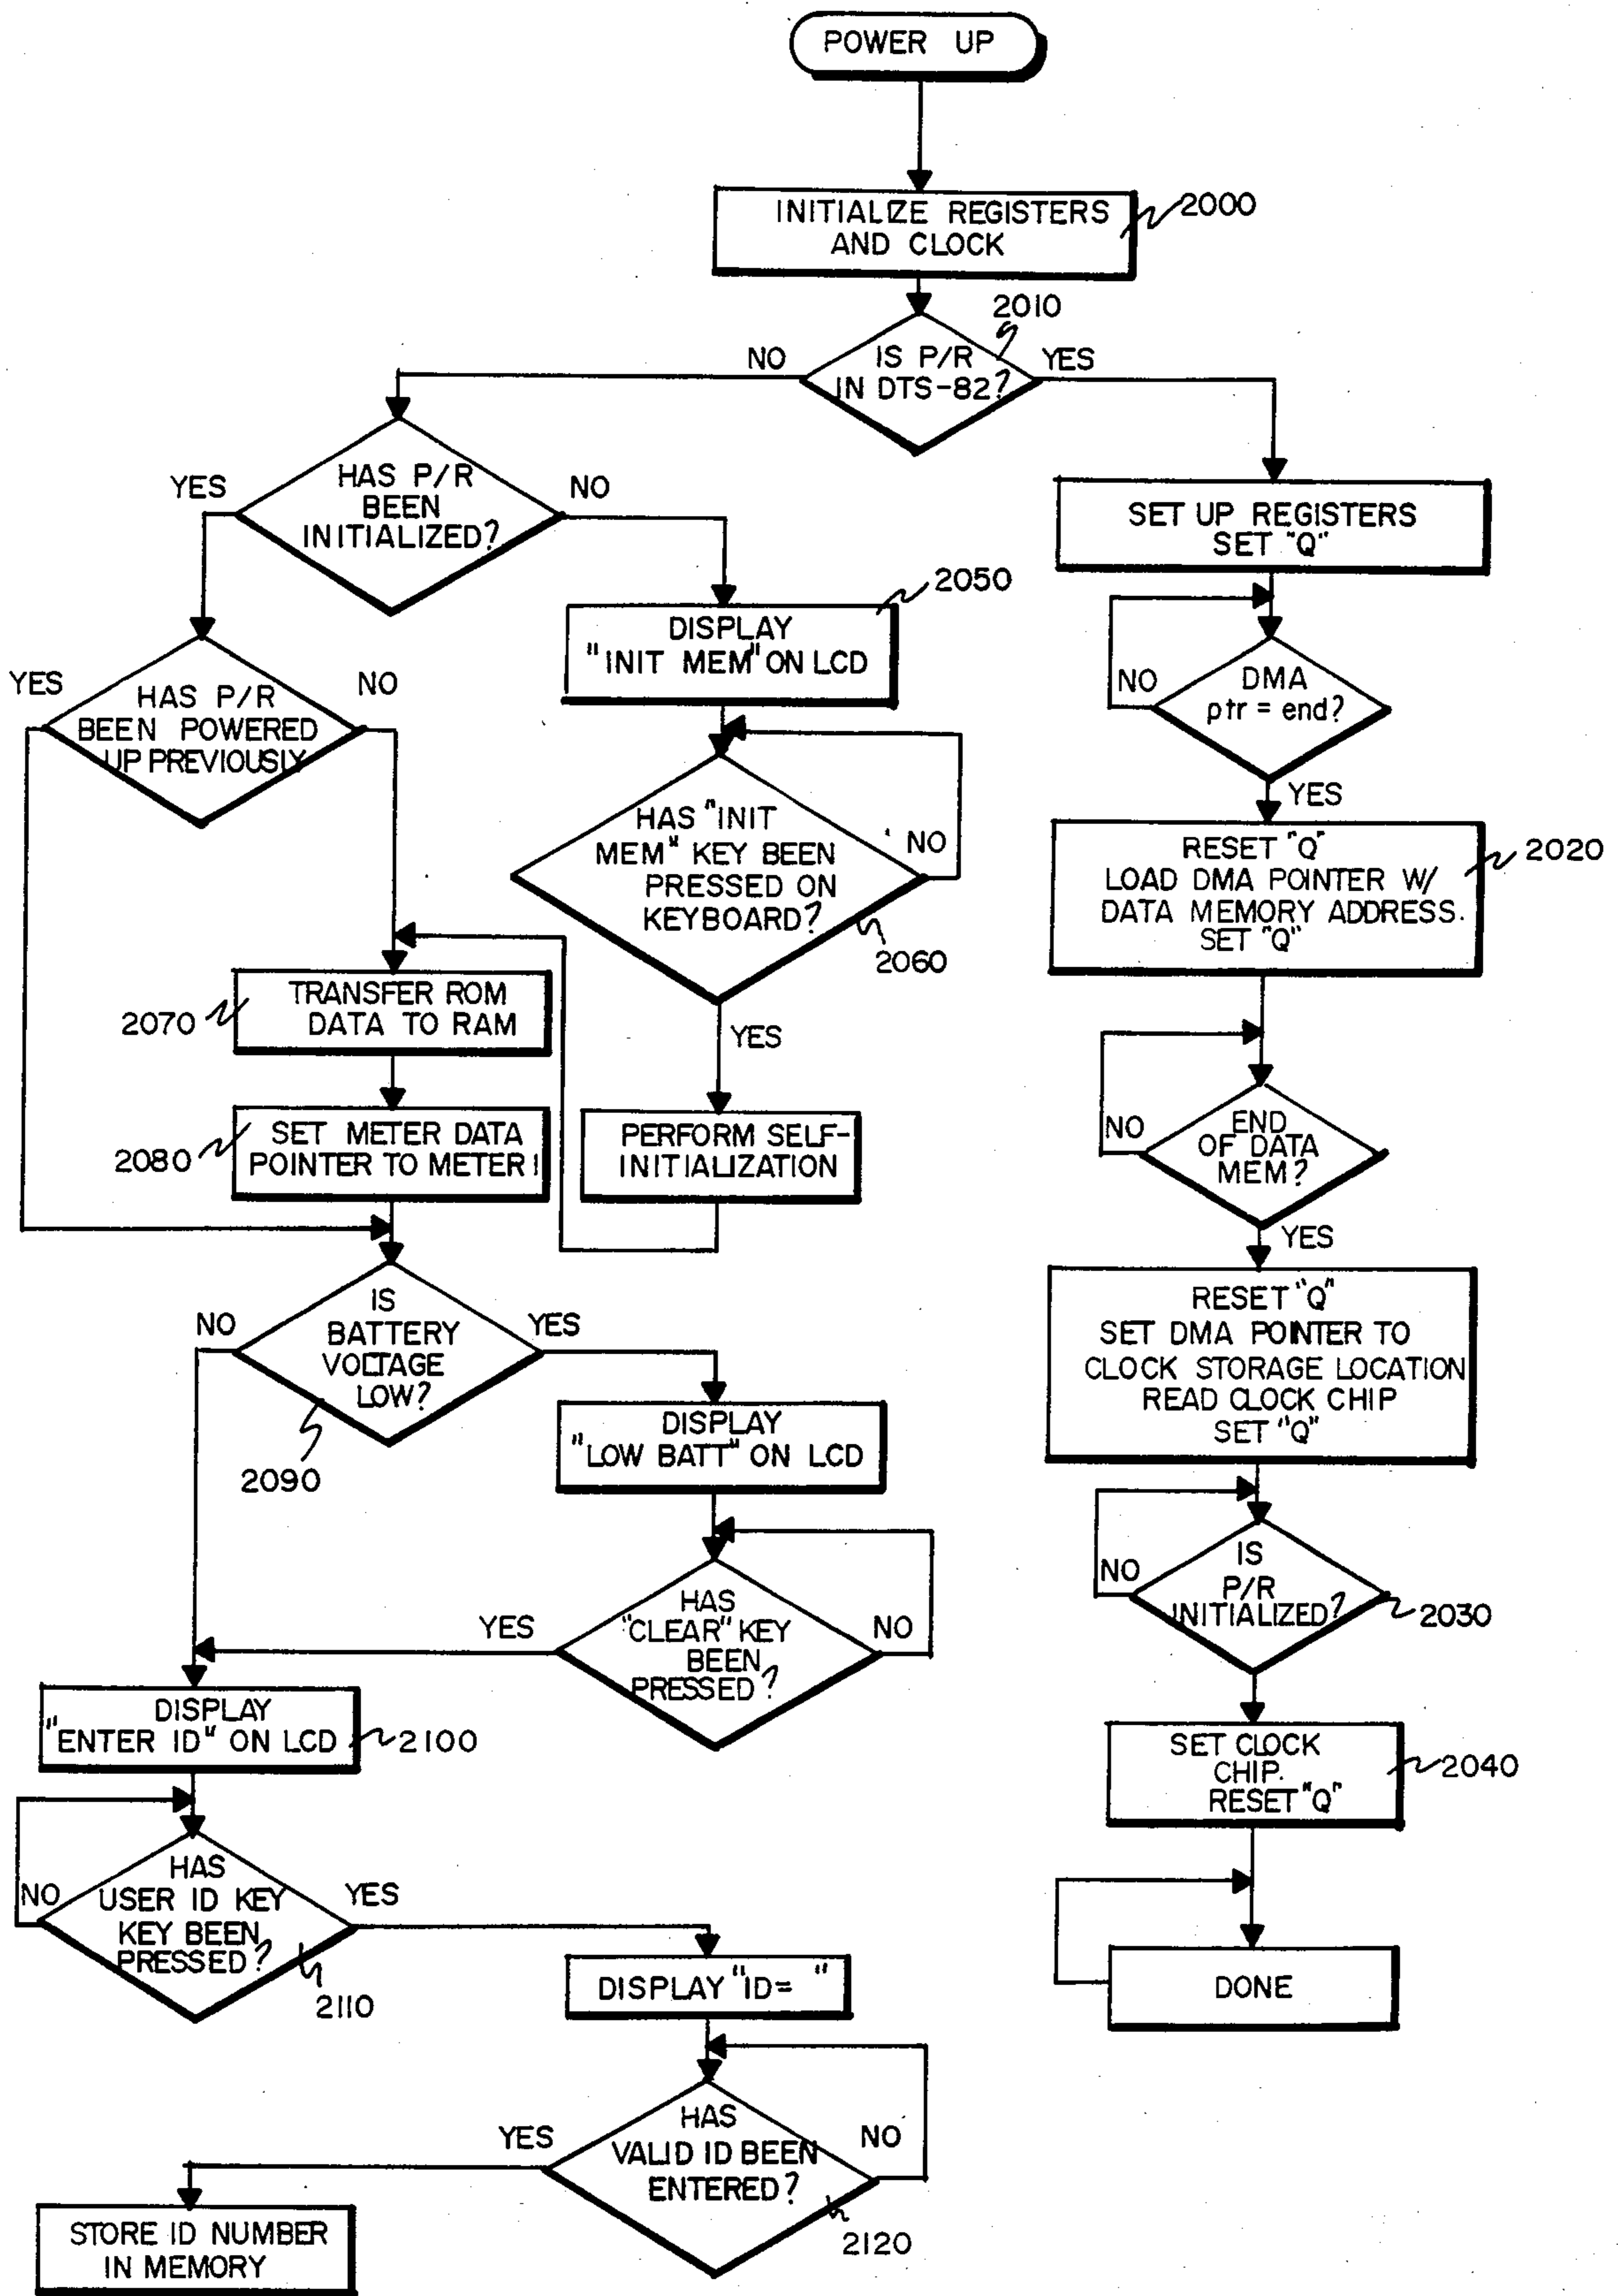 POWER UP
INITIALIZE REGISTERS
AND CLOCK
2000
2010
IS P/R
IN DTS-82?
NO
YES
HAS P/R
BEEN
INITIALIZED?
YES
NO
SET UP REGISTERS
SET "Q"
2050
DISPLAY
"INIT MEM" ON LCD
YES
NO
HAS P/R
BEEN POWERED
UP PREVIOUSLY
NO
DMA
ptr = end?
YES
HAS "INIT
MEM" KEY BEEN
PRESSED ON
KEYBOARD?
NO
2060
RESET "Q"
LOAD DMA POINTER W/
DATA MEMORY ADDRESS.
SET "Q"
2020
2070
TRANSFER ROM
DATA TO RAM
YES
2080
SET METER DATA
POINTER TO METER 1
PERFORM SELF-
INITIALIZATION
NO
END
OF DATA
MEM?
YES
NO
IS
BATTERY
VOLTAGE
LOW?
YES
2090
RESET "Q"
SET DMA POINTER TO
CLOCK STORAGE LOCATION
READ CLOCK CHIP
SET "Q"
DISPLAY
"LOW BATT" ON LCD
NO
IS
P/R
INITIALIZED?
2030
YES
HAS
"CLEAR" KEY
BEEN
PRESSED?
NO
DISPLAY
"ENTER ID" ON LCD
2100
SET CLOCK
CHIP.
RESET "Q"
2040
NO
HAS
USER ID KEY
KEY BEEN
PRESSED?
YES
2110
DISPLAY "ID= "
DONE
YES
HAS
VALID ID BEEN
ENTERED?
NO
2120
STORE ID NUMBER
IN MEMORY